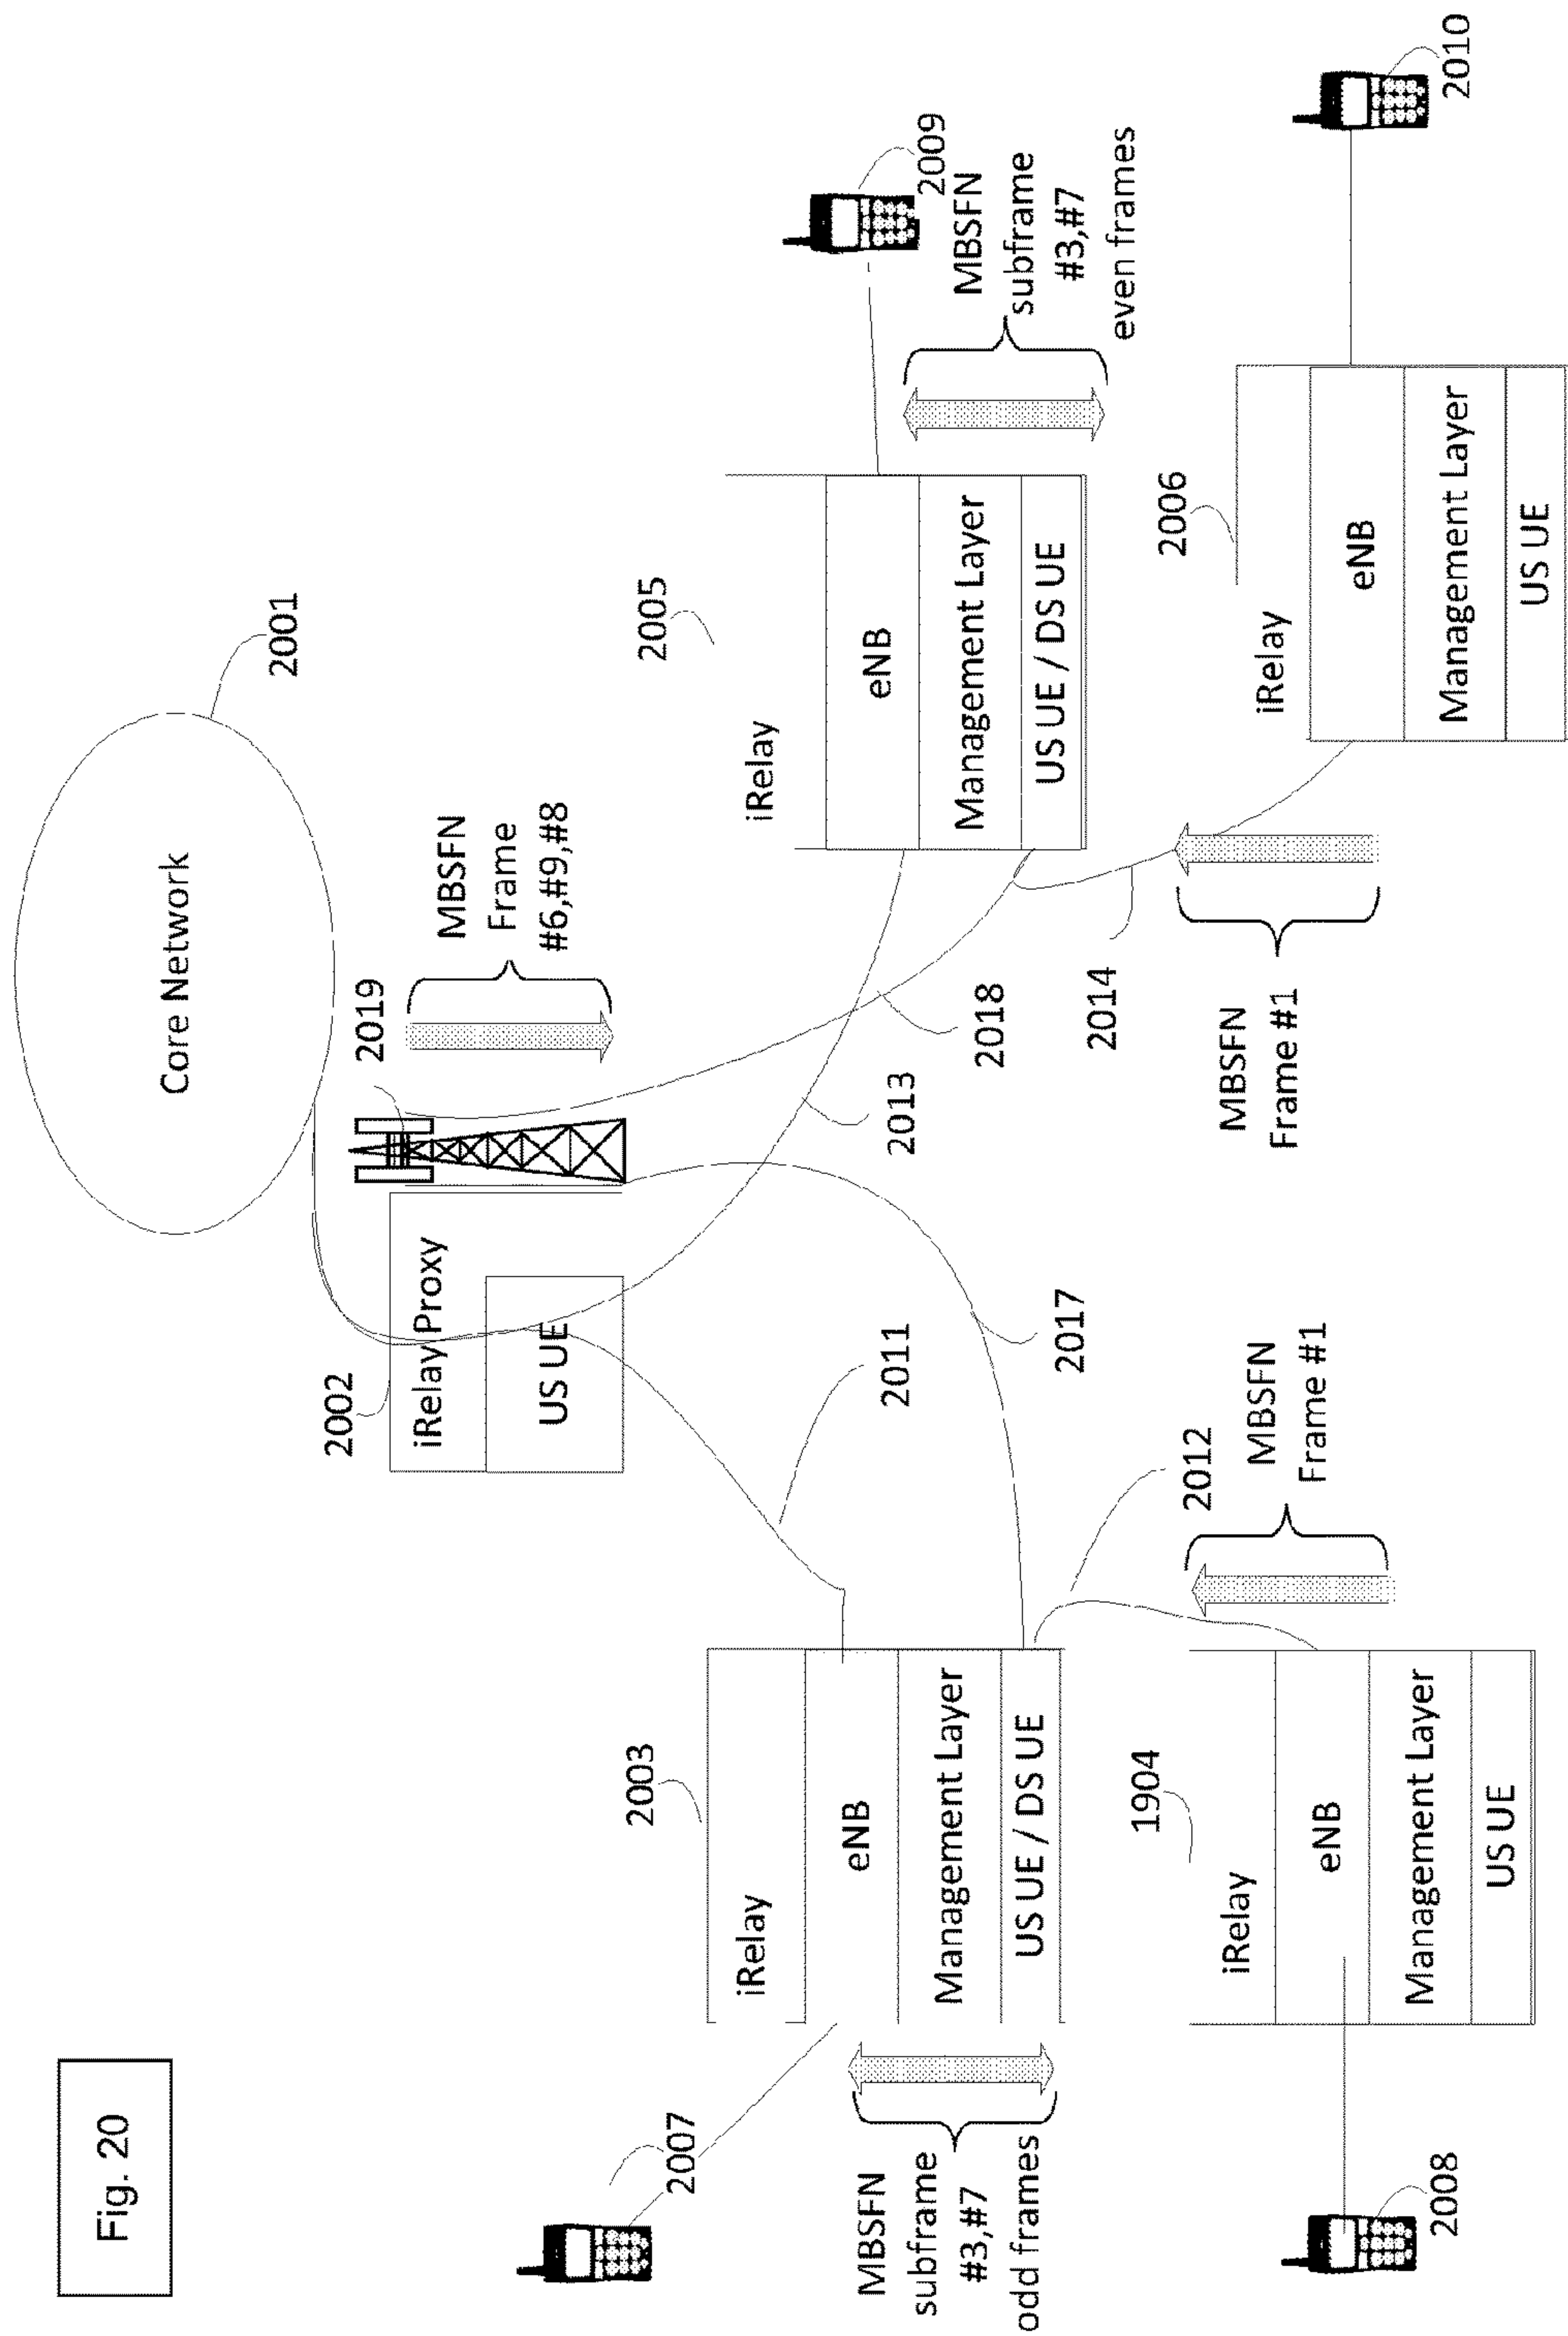 Fig. 20
Core Network
2001
2002
iRelay Proxy
US UE
2019
MBSFN
Frame
#6,#9,#8
2003
iRelay
eNB
Management Layer
US UE / DS UE
2007
MBSFN
subframe
#3,#7
odd frames
2011
2017
2013
2018
2005
iRelay
eNB
Management Layer
US UE / DS UE
2009
MBSFN
subframe
#3,#7
even frames
1904
iRelay
eNB
Management Layer
US UE
2008
2012
MBSFN
Frame #1
2014
MBSFN
Frame #1
2006
iRelay
eNB
Management Layer
US UE
2010